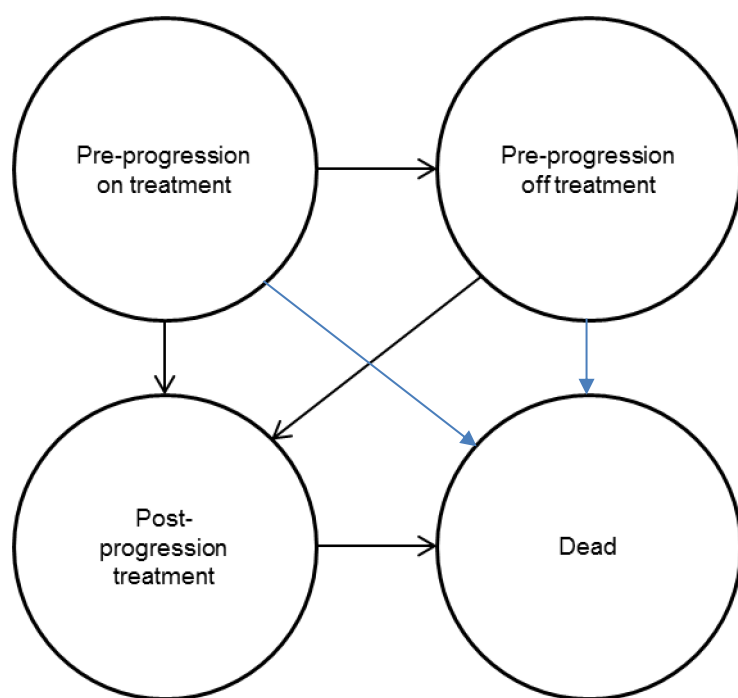 Pre-progression
on treatment
Pre-progression
off treatment
Post-
progression
treatment
Dead